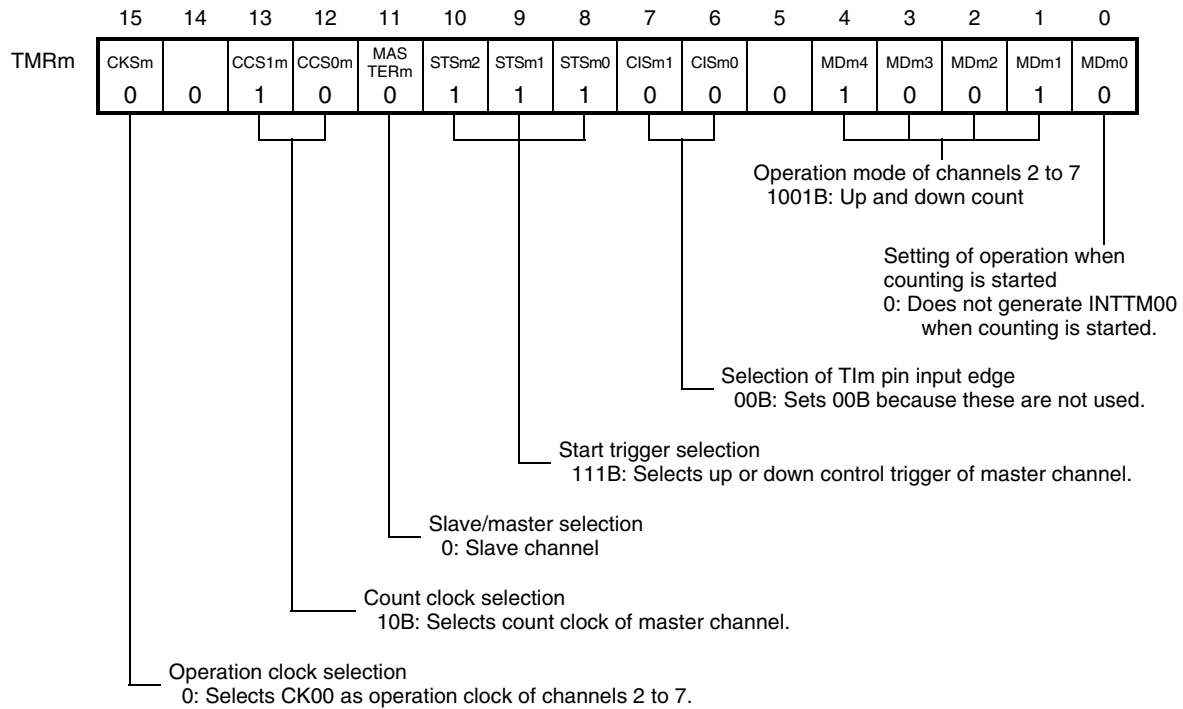 15 14 13 12 11 10 9 8 7 6 5 4 3 2 1 0
TMRm CKSm CCS1m CCS0m MAS TERm STSm2 STSm1 STSm0 CISm1 CISm0 MDm4 MDm3 MDm2 MDm1 MDm0
0 0 1 0 0 1 1 1 0 0 0 1 0 0 1 0
Operation mode of channels 2 to 7
1001B: Up and down count
Setting of operation when
counting is started
0: Does not generate INTTM00
when counting is started.
Selection of TIm pin input edge
00B: Sets 00B because these are not used.
Start trigger selection
111B: Selects up or down control trigger of master channel.
Slave/master selection
0: Slave channel
Count clock selection
10B: Selects count clock of master channel.
Operation clock selection
0: Selects CK00 as operation clock of channels 2 to 7.